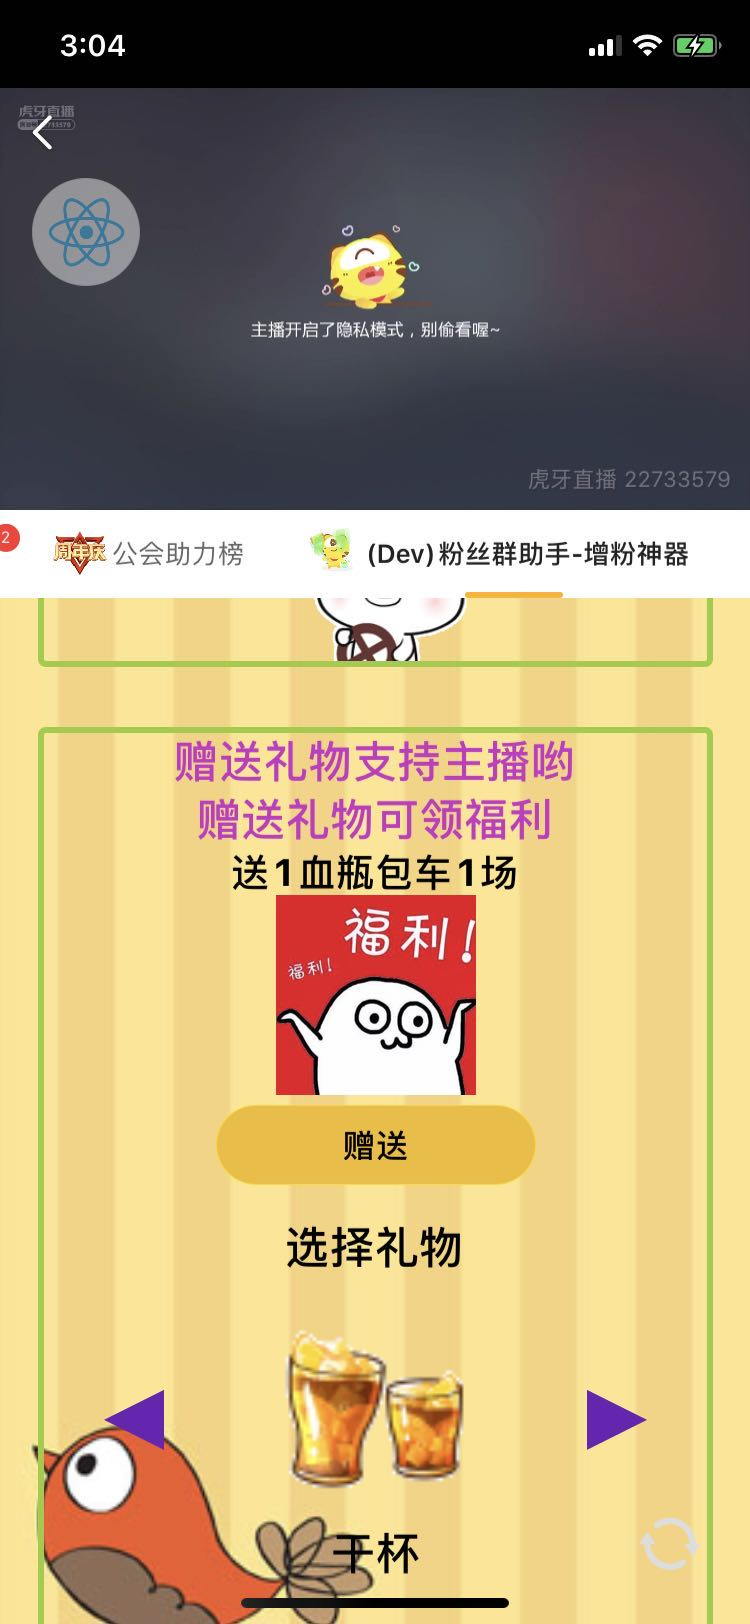 3:04
虎牙直播
主播开启了隐私模式，别偷看喔~
虎牙直播 22733579
2
周年庆 公会助力榜
(Dev)粉丝群助手-增粉神器
赠送礼物支持主播哟
赠送礼物可领福利
送1血瓶包车1场
福利!
福利!
赠送
选择礼物
干杯